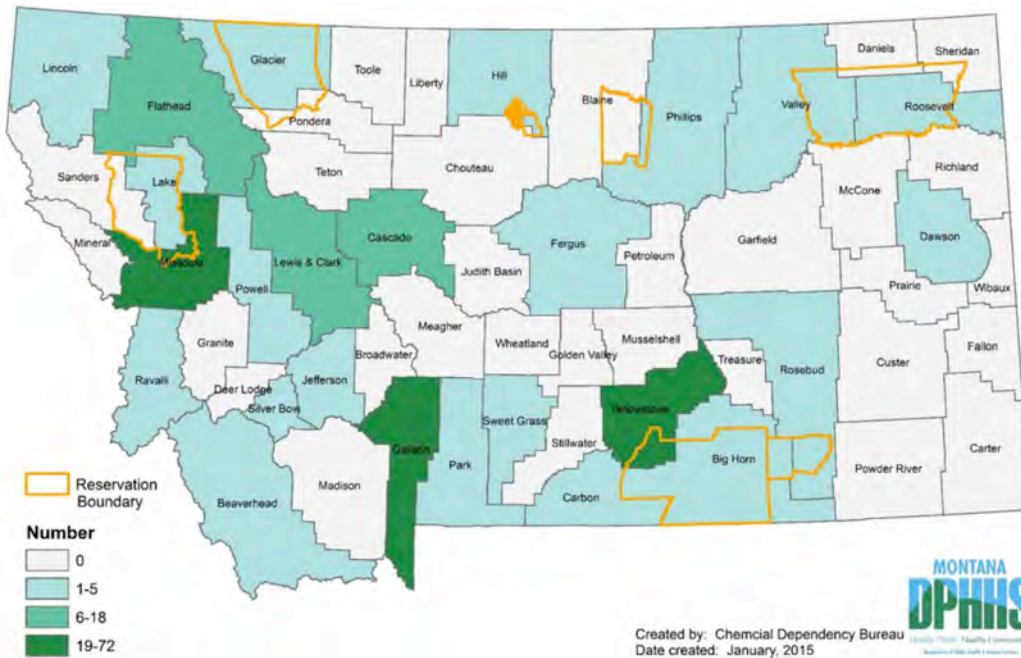 Lincoln
Glacier
Toole
Liberty
Hill
Blaine
Phillips
Valley
Daniels
Sheridan
Roosevelt
Flathead
Pondera
Sanders
Lake
Teton
Chouteau
Richland
McCone
Mineral
Missoula
Powell
Lewis & Clark
Cascade
Judith Basin
Fergus
Petroleum
Garfield
Dawson
Prairie
Wibaux
Granite
Meagher
Broadwater
Wheatland
Golden Valley
Musselshell
Treasure
Rosebud
Custer
Fallon
Ravalli
Deer Lodge
Silver Bow
Jefferson
Gallatin
Park
Sweet Grass
Stillwater
Yellowstone
Big Horn
Powder River
Carter
Beaverhead
Madison
Carbon
Reservation
Boundary
Number
0
1-5
6-18
19-72
Created by: Chemcial Dependency Bureau
Date created: January, 2015
MONTANA
DPHHS